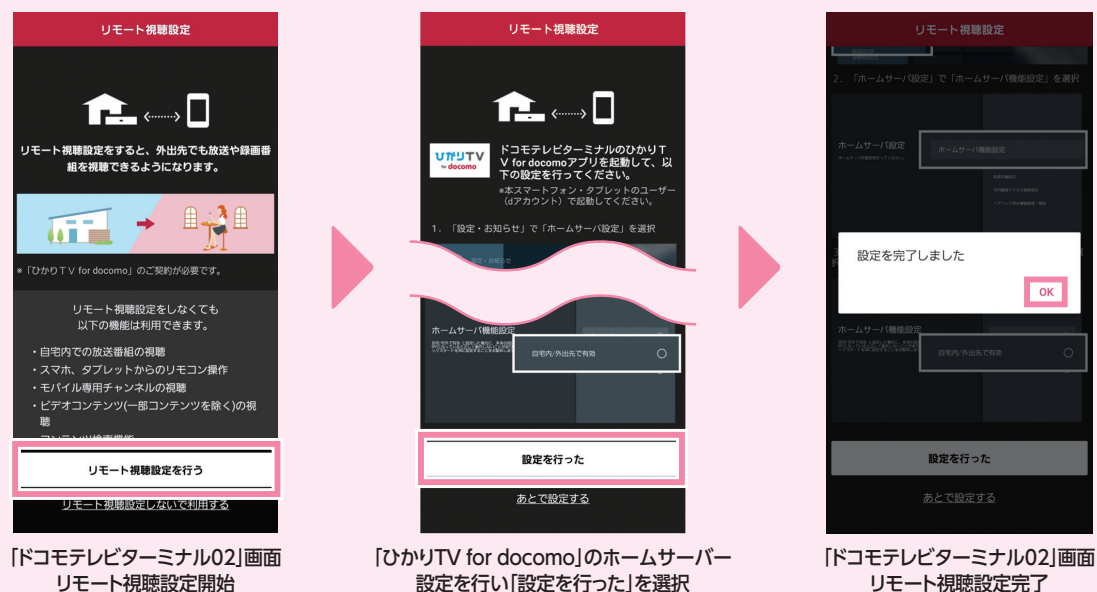 リモート視聴設定
リモート視聴設定をすると、外出先でも放送や録画番
組を視聴できるようになります。
※「ひかりＴＶ for docomo」のご契約が必要です。
リモート視聴設定をしなくても
以下の機能は利用できます。
・自宅内での放送番組の視聴
・スマホ、タブレットからのリモコン操作
・モバイル専用チャンネルの視聴
・ビデオコンテンツ(一部コンテンツを除く)の視
聴
リモート視聴設定を行う
リモート視聴設定しないで利用する
「ドコモテレビターミナル02」画面
リモート視聴設定開始
リモート視聴設定
ひかりTV
for docomo
ドコモテレビターミナルのひかりＴ
Ｖ for docomoアプリを起動して、以
下の設定を行ってください。
※本スマートフォン・タブレットのユーザー
（dアカウント）で起動してください。
1．「設定・お知らせ」で「ホームサーバ設定」を選択
設定・お知らせ
ホームサーバ機能設定
自宅内/外出先で有効
設定を行った
あとで設定する
「ひかりTV for docomo」のホームサーバー
設定を行い「設定を行った」を選択
リモート視聴設定
2．「ホームサーバ設定」で「ホームサーバ機能設定」を選択
ホームサーバ設定
ホームサーバ機能設定
設定を完了しました
OK
ホームサーバ機能設定
自宅内/外出先で有効
設定を行った
あとで設定する
「ドコモテレビターミナル02」画面
リモート視聴設定完了